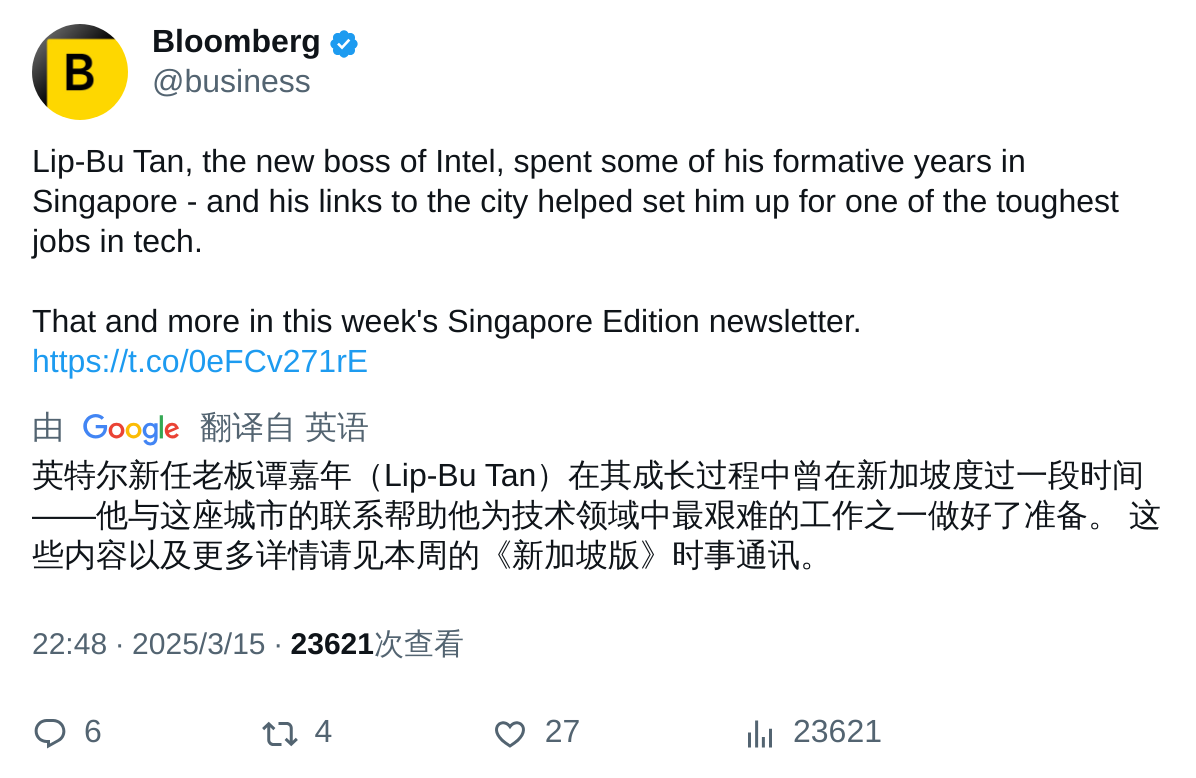 B
Bloomberg
@business
Lip-Bu Tan, the new boss of Intel, spent some of his formative years in
Singapore - and his links to the city helped set him up for one of the toughest
jobs in tech.
That and more in this week's Singapore Edition newsletter.
https://t.co/0eFCv271rE
由 Google 翻译自 英语
英特尔新任老板谭嘉年（Lip-Bu Tan）在其成长过程中曾在新加坡度过一段时间
——他与这座城市的联系帮助他为技术领域中最艰难的工作之一做好了准备。 这
些内容以及更多详情请见本周的《新加坡版》时事通讯。
22:48 · 2025/3/15 · 23621次查看
6 4 27 23621